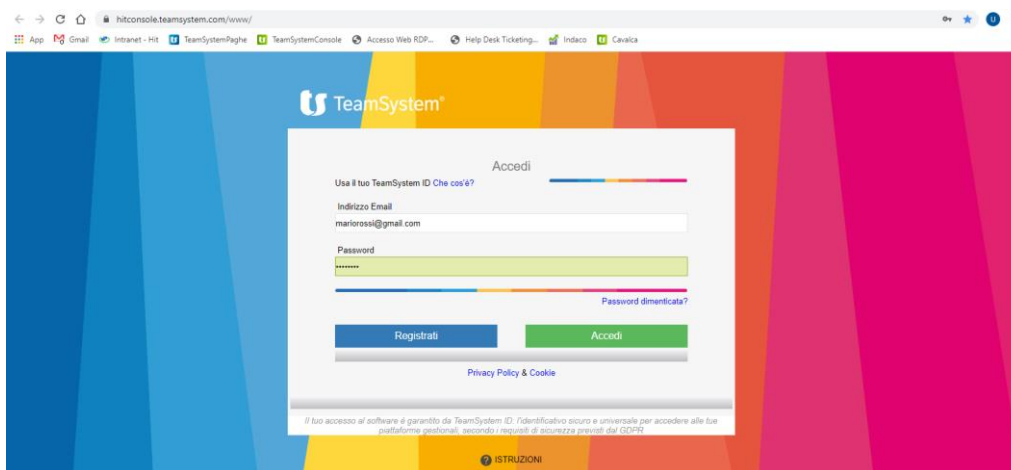 hitconsole.teamsystem.com/www/
U
App Gmail Intranet - Hit TeamSystemPaghe TeamSystemConsole Accesso Web RDP... Help Desk Ticketing... Indaco Cavalca
ts TeamSystem®
Accedi
Usa il tuo TeamSystem ID Che cos'è?
Indirizzo Email
mariorossi@gmail.com
Password
••••••••
Password dimenticata?
Registrati Accedi
Privacy Policy & Cookie
Il tuo accesso al software è garantito da TeamSystem ID: l'identificativo sicuro e universale per accedere alle tue
piattaforme gestionali, secondo i requisiti di sicurezza previsti dal GDPR
? ISTRUZIONI